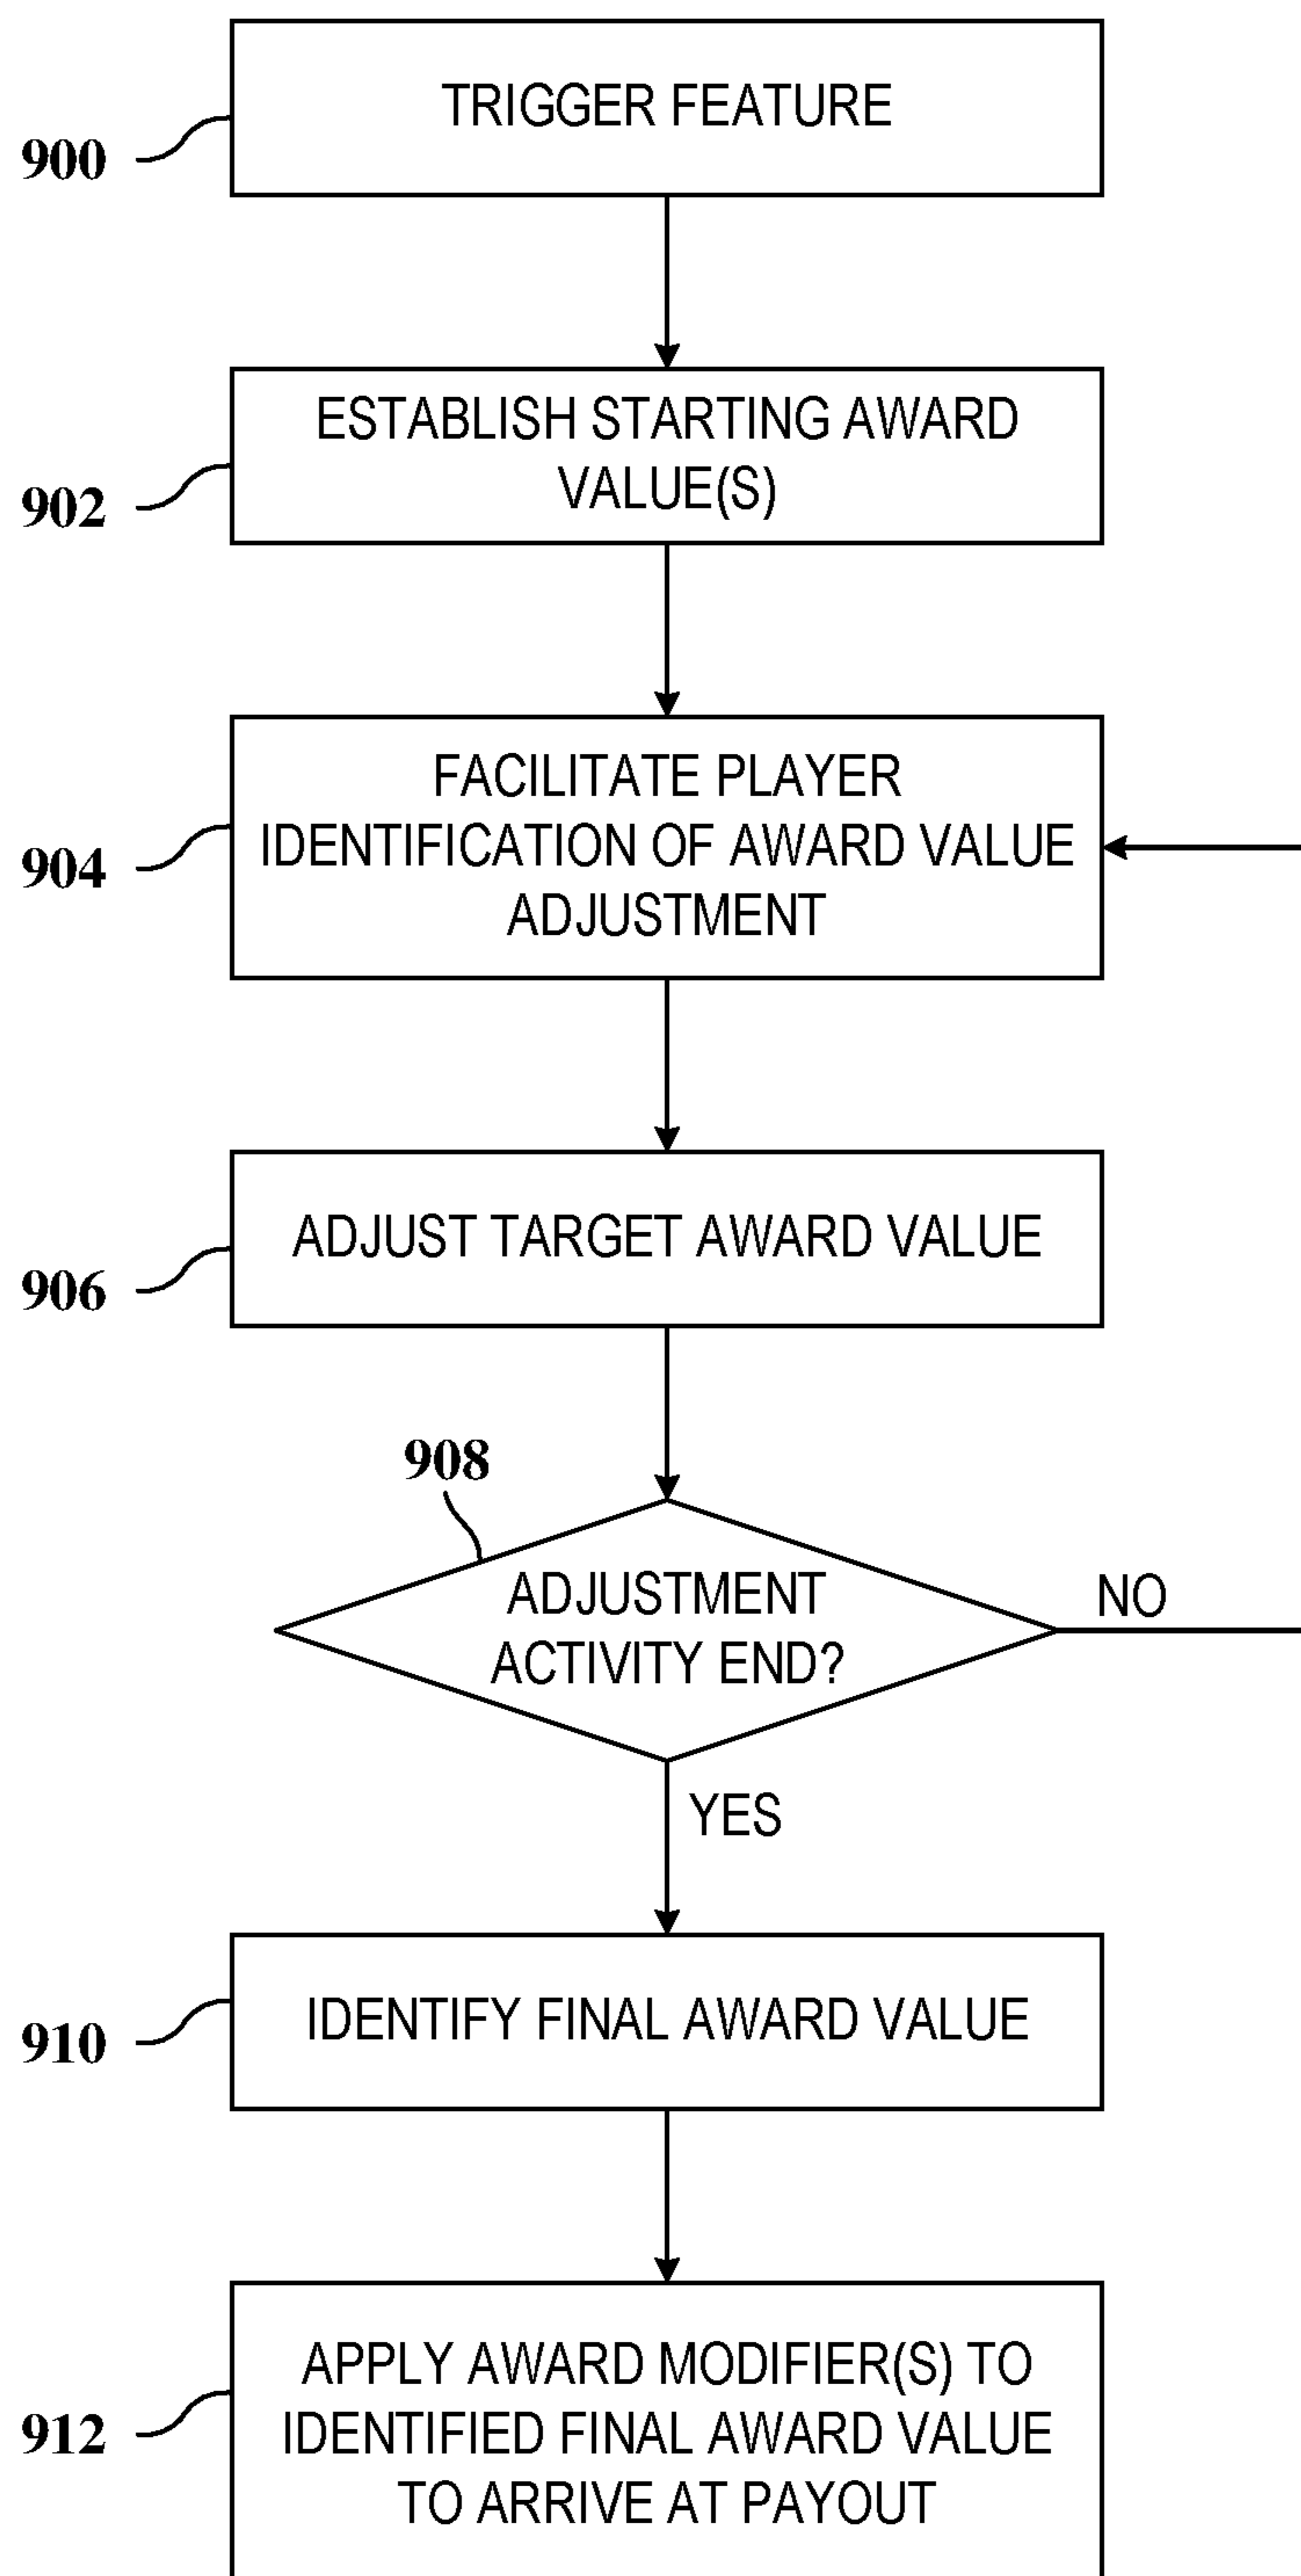 TRIGGER FEATURE
900
ESTABLISH STARTING AWARD
VALUE(S)
902
FACILITATE PLAYER
IDENTIFICATION OF AWARD VALUE
ADJUSTMENT
904
ADJUST TARGET AWARD VALUE
906
908
ADJUSTMENT
ACTIVITY END?
NO
YES
IDENTIFY FINAL AWARD VALUE
910
APPLY AWARD MODIFIER(S) TO
IDENTIFIED FINAL AWARD VALUE
TO ARRIVE AT PAYOUT
912